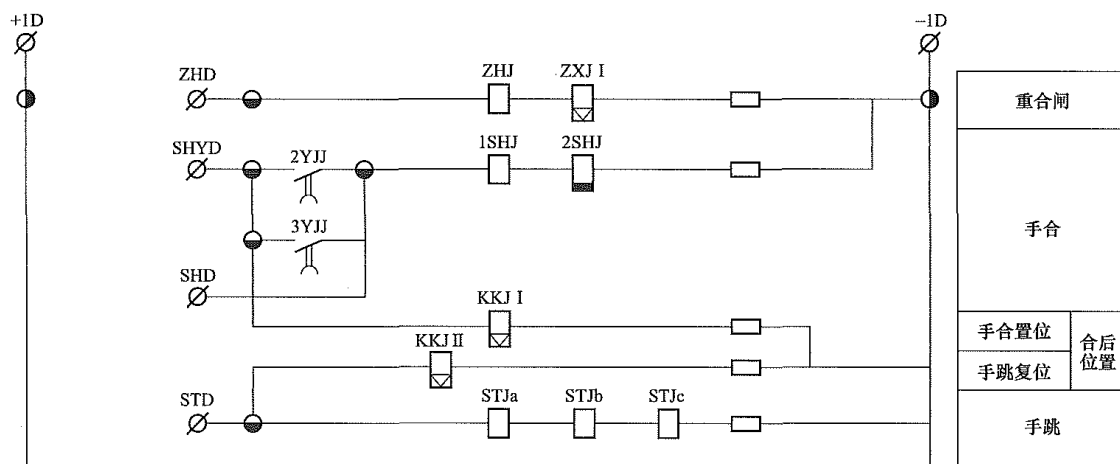 +1D
-1D
ZHD
ZHJ
ZXJ I
重合闸
SHYD
2YJJ
1SHJ
2SHJ
手合
3YJJ
SHD
KKJ I
手合置位
合后
位置
KKJ II
手跳复位
STD
STJa
STJb
STJc
手跳